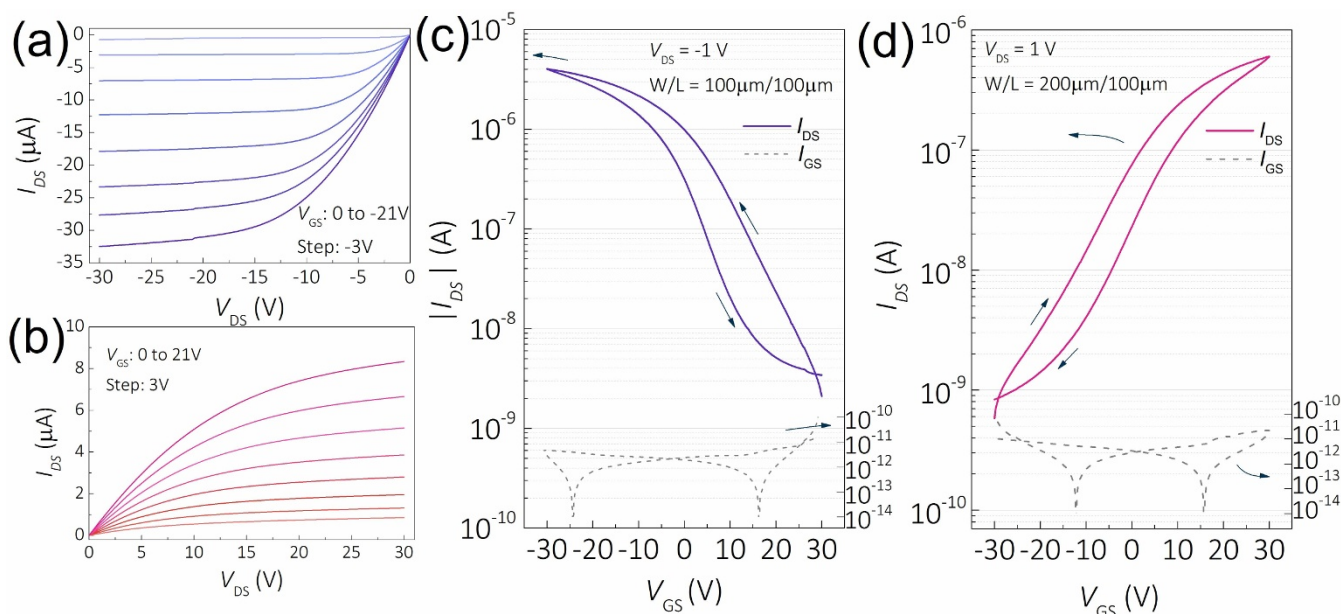 (a)
0
-5
-10
-15
-20
-25
-30
-35
I_DS (μA)
V_GS: 0 to -21V
Step: -3V
-30 -25 -20 -15 -10 -5 0
V_DS (V)
(b)
10
8
6
4
2
0
I_DS (μA)
V_GS: 0 to 21V
Step: 3V
0 5 10 15 20 25 30
V_DS (V)
(c)
10^-5
10^-6
10^-7
10^-8
10^-9
10^-10
|I_DS| (A)
V_DS = -1 V
W/L = 100μm/100μm
I_DS
I_GS
10^-10
10^-11
10^-12
10^-13
10^-14
-30 -20 -10 0 10 20 30
V_GS (V)
(d)
10^-6
10^-7
10^-8
10^-9
10^-10
I_DS (A)
V_DS = 1 V
W/L = 200μm/100μm
I_DS
I_GS
10^-10
10^-11
10^-12
10^-13
10^-14
-30 -20 -10 0 10 20 30
V_GS (V)